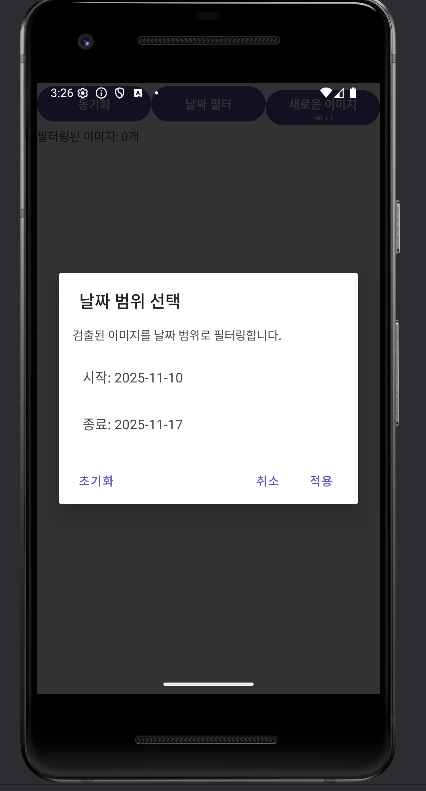 3:26
동기화
날짜 필터
새로운 이미지
필터링된 이미지: 0개
날짜 범위 선택
검출된 이미지를 날짜 범위로 필터링합니다.
시작: 2025-11-10
종료: 2025-11-17
초기화
취소
적용